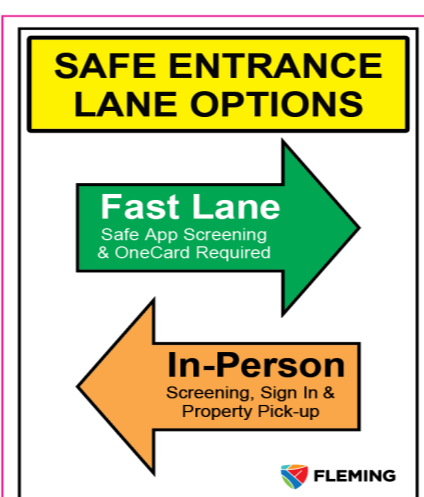 SAFE ENTRANCE
LANE OPTIONS
Fast Lane
Safe App Screening
& OneCard Required
In-Person
Screening, Sign In &
Property Pick-up
FLEMING